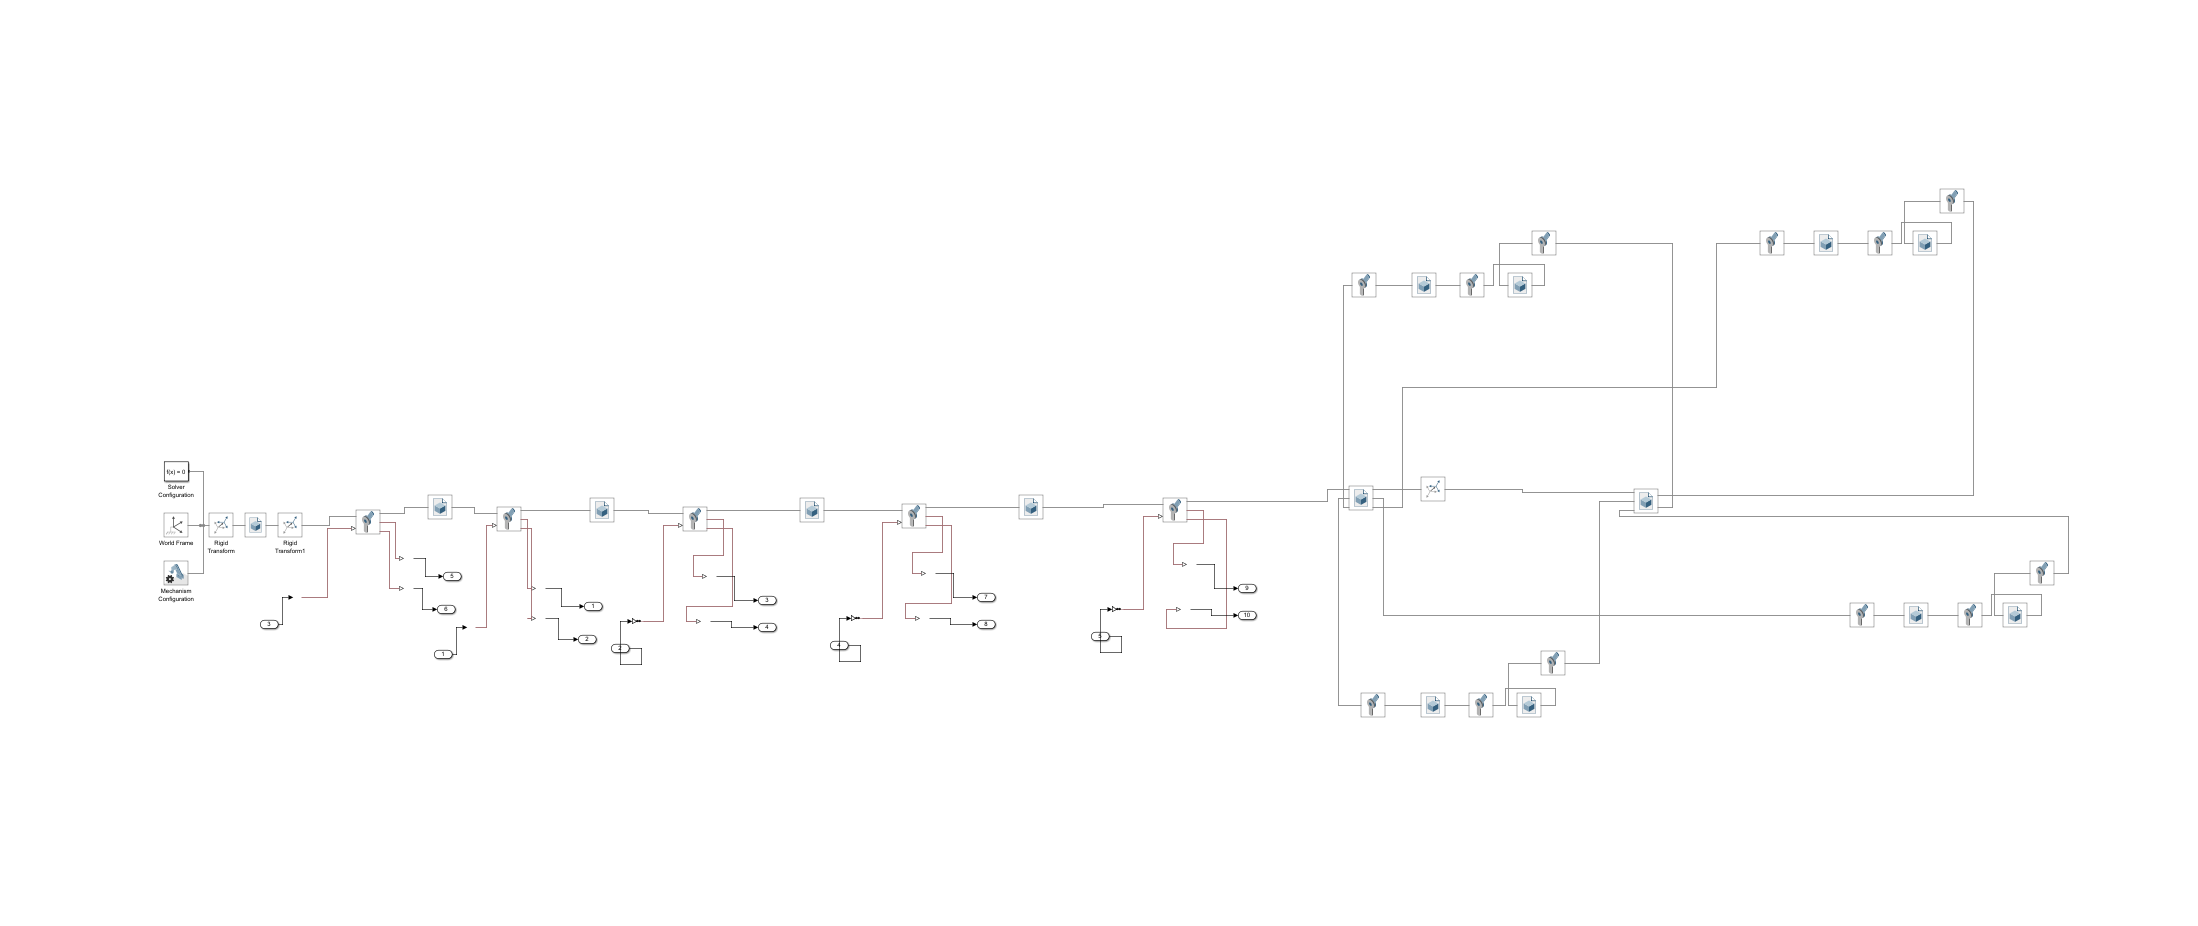 f(x) = 0
Solver
Configuration
World Frame
Rigid
Transform
Rigid
Transform1
Mechanism
Configuration
3
5
6
1
1
2
2
3
4
4
7
8
5
9
10